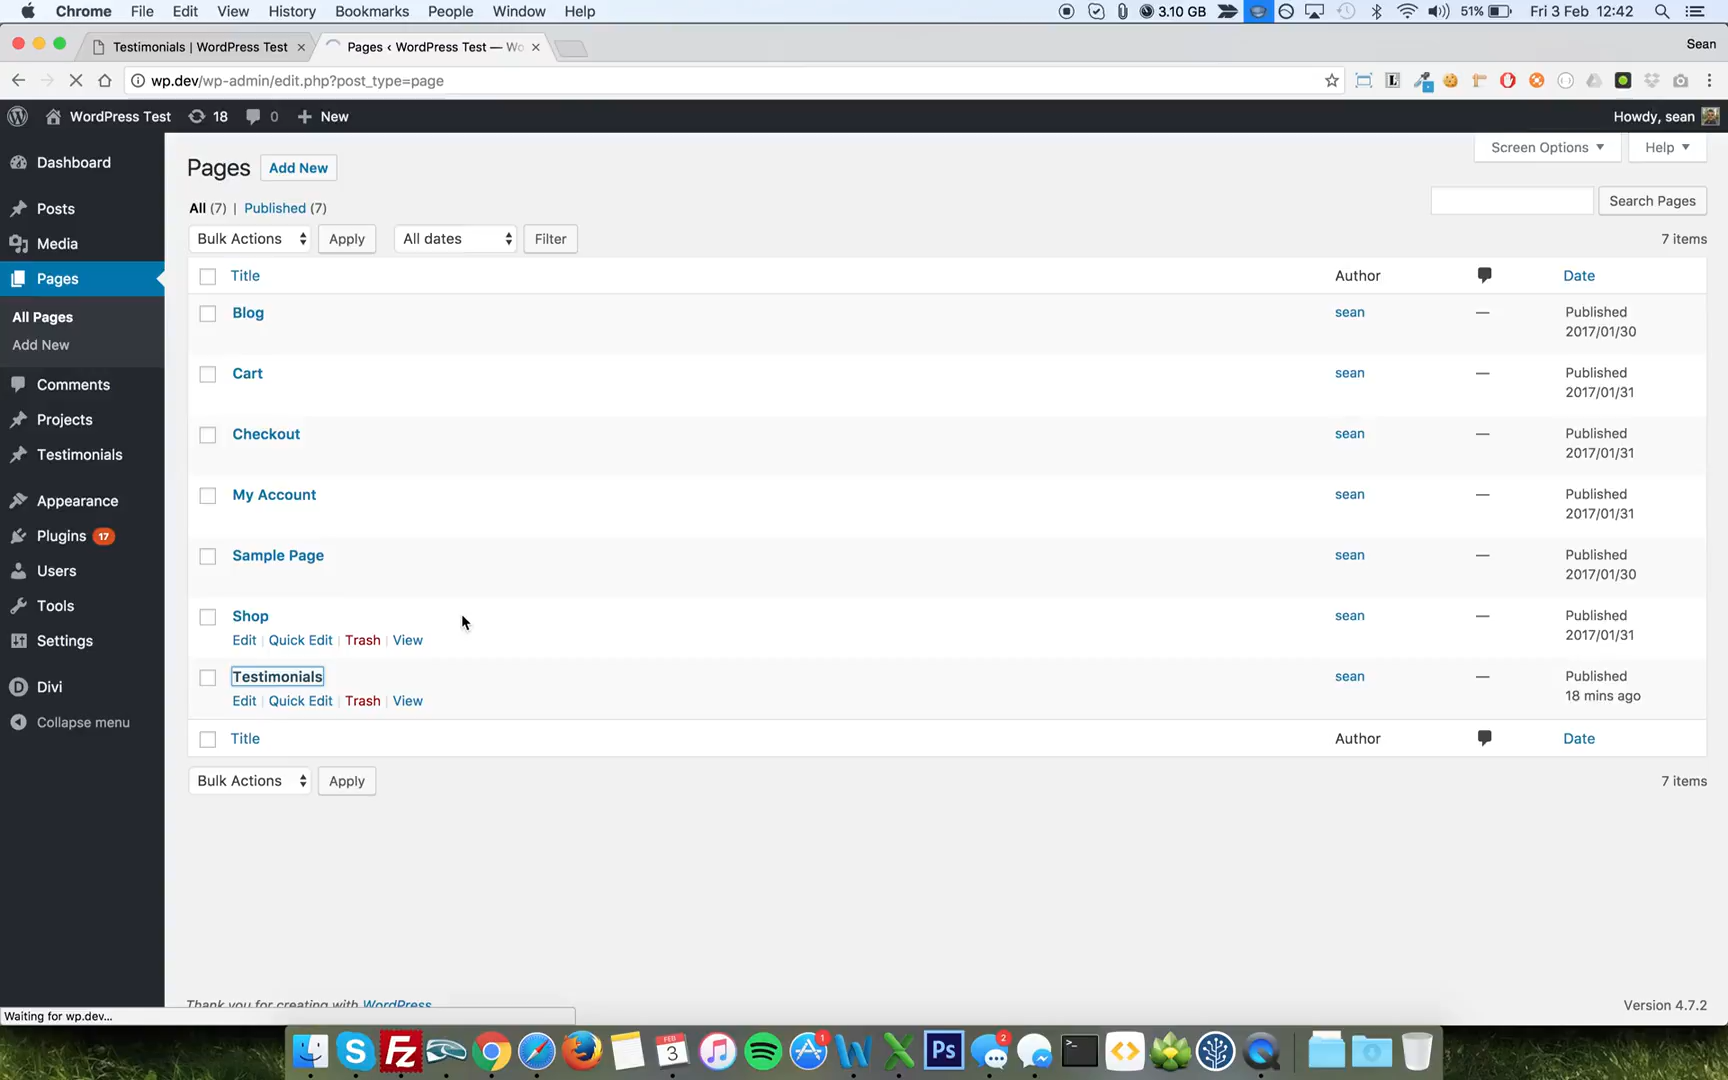 Chrome File Edit View History Bookmarks People Window Help 3.10 GB 51% Fri 3 Feb 12:42
Testimonials | WordPress Test Pages ‹ WordPress Test — Wo Sean
wp.dev/wp-admin/edit.php?post_type=page
WordPress Test 18 0 + New Howdy, sean
Dashboard
Posts
Media
Pages
All Pages
Add New
Comments
Projects
Testimonials
Appearance
Plugins 17
Users
Tools
Settings
Divi
Collapse menu
Pages Add New Screen Options Help
All (7) | Published (7) Search Pages
Bulk Actions Apply All dates Filter 7 items
Title Author Date
Blog sean — Published
2017/01/30
Cart sean — Published
2017/01/31
Checkout sean — Published
2017/01/31
My Account sean — Published
2017/01/31
Sample Page sean — Published
2017/01/30
Shop sean — Published
Edit | Quick Edit | Trash | View 2017/01/31
Testimonials sean — Published
Edit | Quick Edit | Trash | View 18 mins ago
Title Author Date
Bulk Actions Apply 7 items
Thank you for creating with WordPress Version 4.7.2
Waiting for wp.dev...
FEB
3
1
Ps
2